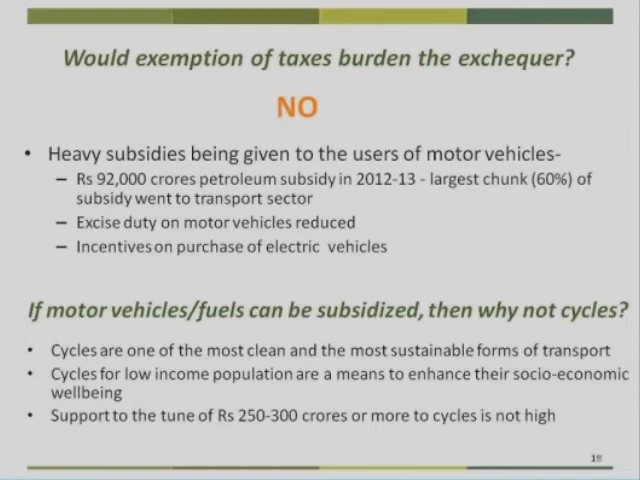 Would exemption of taxes burden the exchequer?
NO
• Heavy subsidies being given to the users of motor vehicles-
– Rs 92,000 crores petroleum subsidy in 2012-13 - largest chunk (60%) of
subsidy went to transport sector
– Excise duty on motor vehicles reduced
– Incentives on purchase of electric vehicles
If motor vehicles/fuels can be subsidized, then why not cycles?
• Cycles are one of the most clean and the most sustainable forms of transport
• Cycles for low income population are a means to enhance their socio-economic
wellbeing
• Support to the tune of Rs 250-300 crores or more to cycles is not high
18